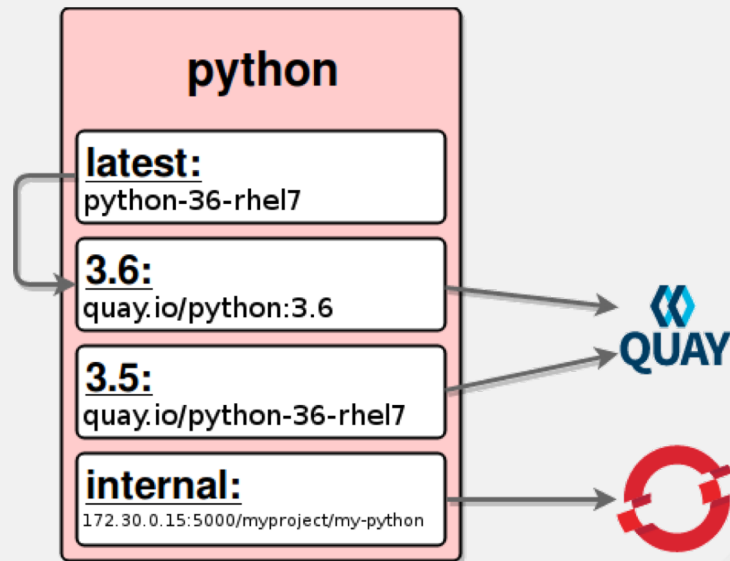 python
latest:
python-36-rhel7
3.6:
quay.io/python:3.6
QUAY
3.5:
quay.io/python-36-rhel7
internal:
172.30.0.15:5000/myproject/my-python